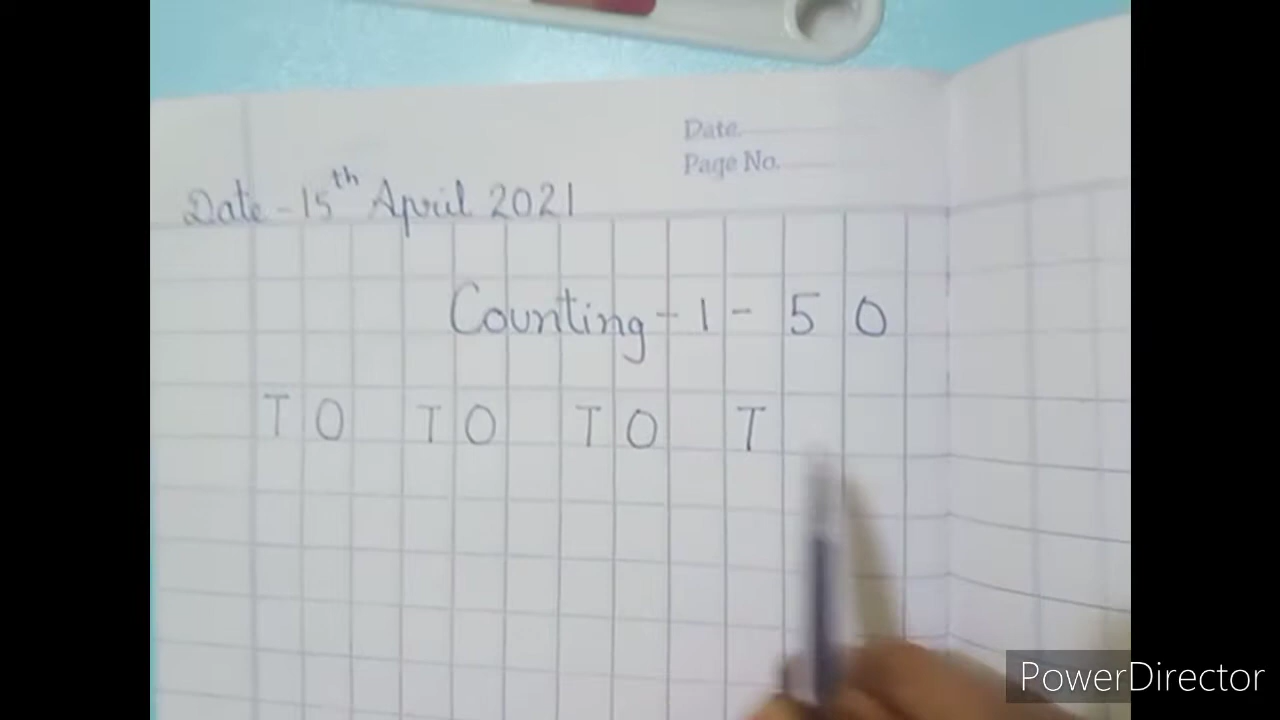 Date
Page No.
Date - 15th April 2021
Counting - 1 - 50
T O T O T O T
PowerDirector